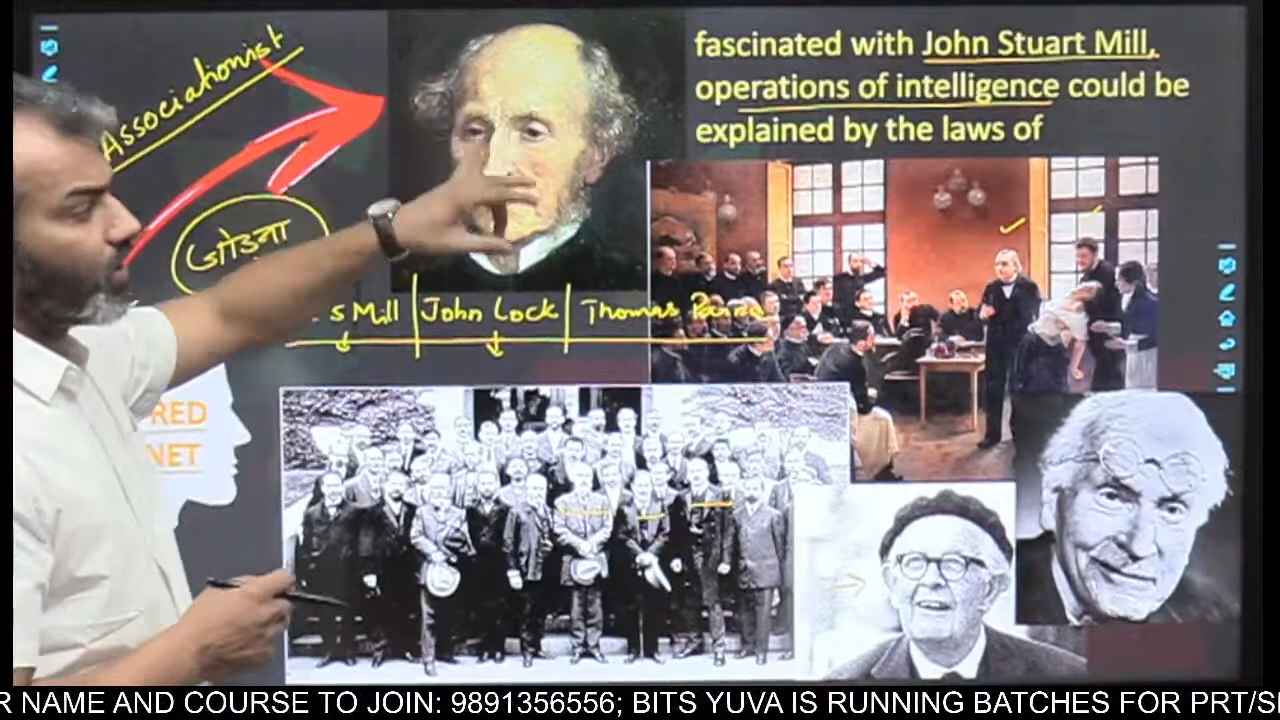 Associationist
fascinated with John Stuart Mill,
operations of intelligence could be
explained by the laws of
जोड़ना
s Mill | John Lock | Thomas
RED
NET
R NAME AND COURSE TO JOIN: 9891356556; BITS YUVA IS RUNNING BATCHES FOR PRT/S